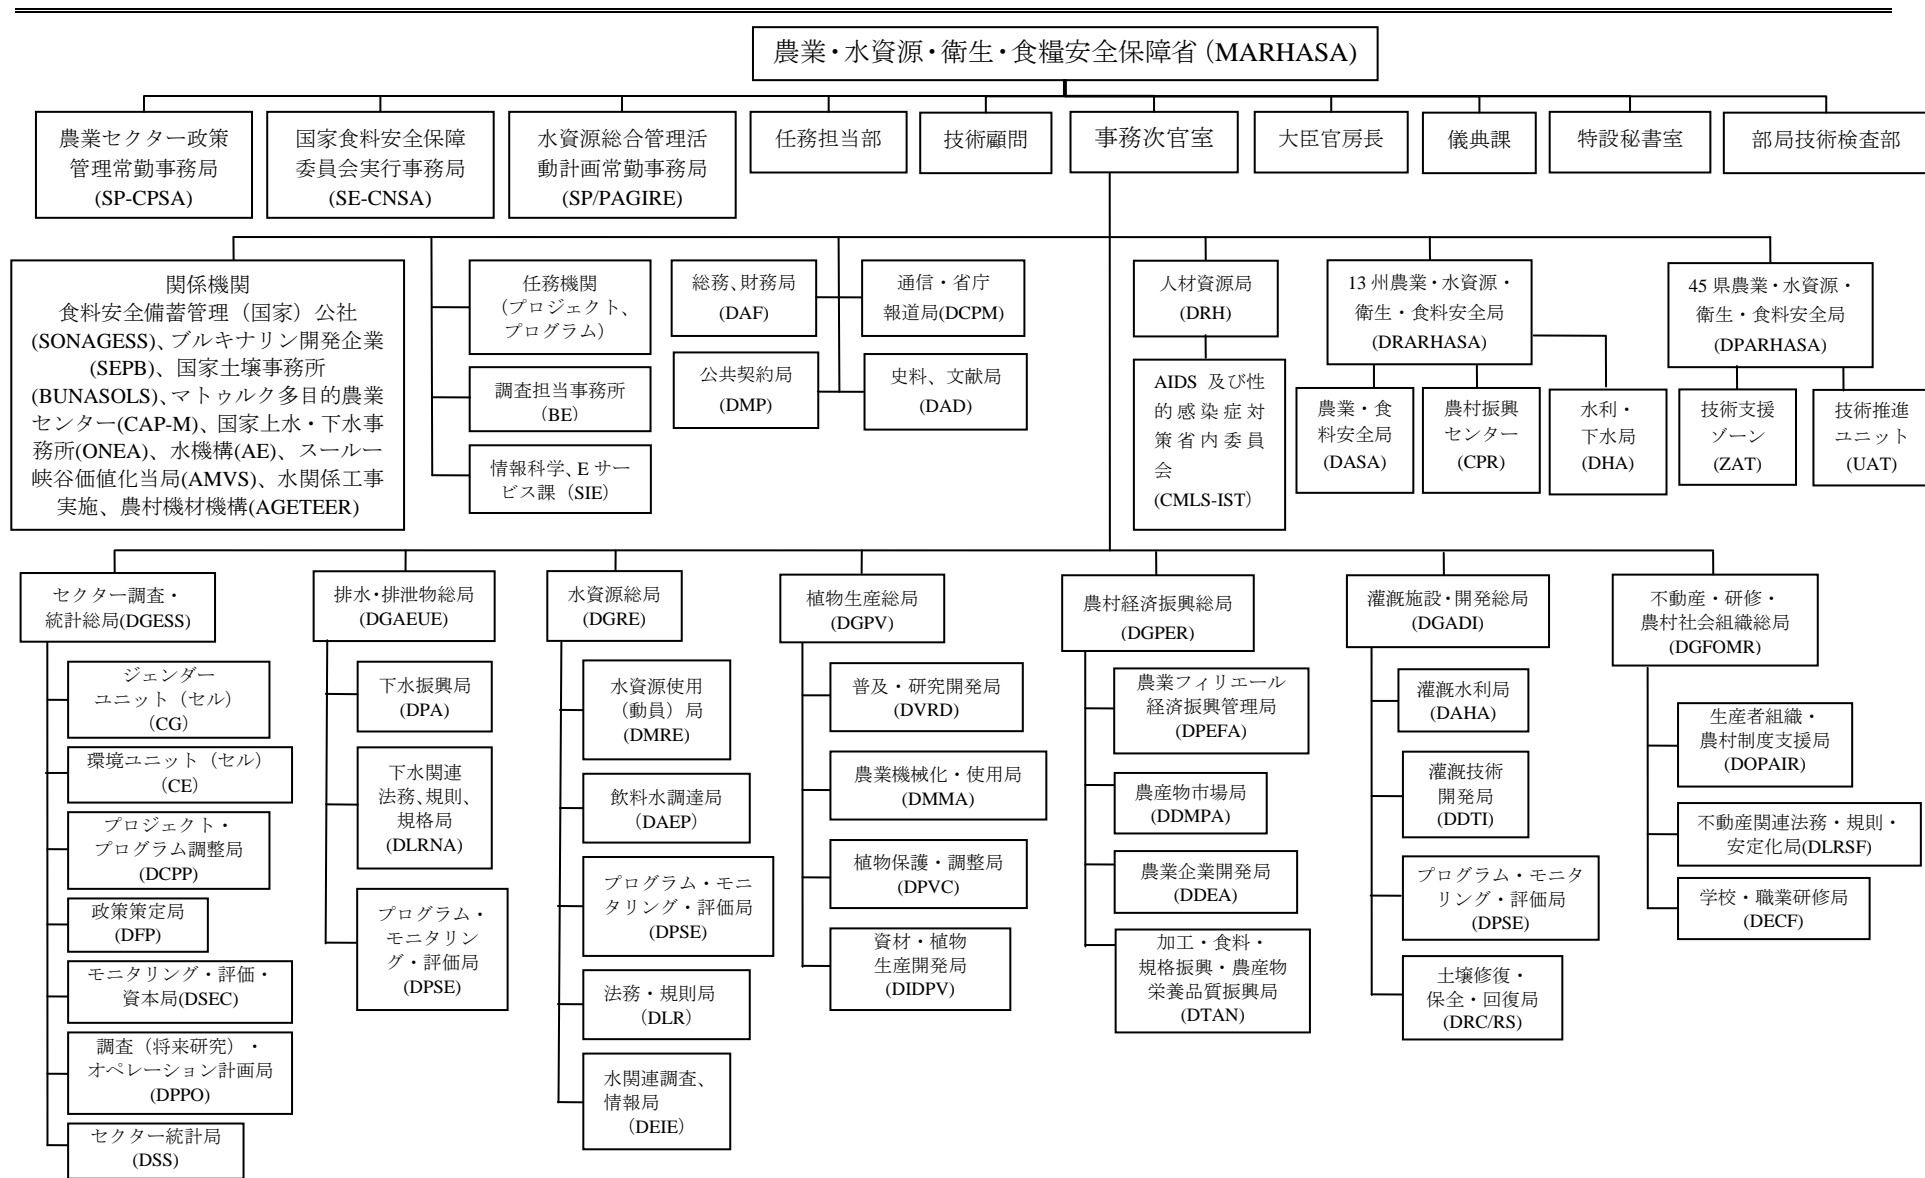 農業・水資源・衛生・食糧安全保障省（MARHASA)
農業セクター政策
管理常勤事務局
(SP-CPSA)
国家食料安全保障
委員会実行事務局
(SE-CNSA)
水資源総合管理活
動計画常勤事務局
(SP/PAGIRE)
任務担当部
技術顧問
事務次官室
大臣官房長
儀典課
特設秘書室
部局技術検査部
関係機関
食料安全備蓄管理（国家）公社
(SONAGESS)、ブルキナリン開発企業
(SEPB)、国家土壌事務所
(BUNASOLS)、マトゥルク多目的農業
センター(CAP-M)、国家上水・下水事
務所(ONEA)、水機構(AE)、スールー
峡谷価値化当局(AMVS)、水関係工事
実施、農村機材機構(AGETEER)
任務機関
（プロジェクト、
プログラム）
調査担当事務所
（BE）
情報科学、E サー
ビス課（SIE）
総務、財務局
(DAF)
通信・省庁
報道局(DCPM)
公共契約局
(DMP)
史料、文献局
(DAD)
人材資源局
(DRH)
AIDS 及び性
的感染症対
策省内委員
会
(CMLS-IST）
13 州農業・水資源・
衛生・食料安全局
(DRARHASA)
農業・食
料安全局
(DASA)
農村振興
センター
(CPR)
水利・
下水局
(DHA)
45 県農業・水資源・
衛生・食料安全局
(DPARHASA)
技術支援
ゾーン
(ZAT)
技術推進
ユニット
(UAT)
セクター調査・
統計総局(DGESS)
ジェンダー
ユニット（セル）
(CG)
環境ユニット（セル）
(CE)
プロジェクト・
プログラム調整局
(DCPP)
政策策定局
(DFP)
モニタリング・評価・
資本局(DSEC)
調査（将来研究）・
オペレーション計画局
(DPPO)
セクター統計局
(DSS)
排水・排泄物総局
(DGAEUE)
下水振興局
(DPA)
下水関連
法務、規則、
規格局
(DLRNA)
プログラム・
モニタリン
グ・評価局
(DPSE)
水資源総局
(DGRE)
水資源使用
（動員）局
(DMRE)
飲料水調達局
（DAEP)
プログラム・モニ
タリング・評価局
(DPSE)
法務・規則局
（DLR）
水関連調査、
情報局
（DEIE）
植物生産総局
(DGPV)
普及・研究開発局
(DVRD)
農業機械化・使用局
(DMMA)
植物保護・調整局
(DPVC)
資材・植物
生産開発局
(DIDPV)
農村経済振興総局
(DGPER)
農業フィリエール
経済振興管理局
(DPEFA)
農産物市場局
(DDMPA)
農業企業開発局
(DDEA)
加工・食料・
規格振興・農産物
栄養品質振興局
(DTAN)
灌漑施設・開発総局
(DGADI)
灌漑水利局
(DAHA)
灌漑技術
開発局
(DDTI)
プログラム・モニタ
リング・評価局
(DPSE)
土壌修復・
保全・回復局
(DRC/RS)
不動産・研修・
農村社会組織総局
(DGFOMR)
生産者組織・
農村制度支援局
(DOPAIR)
不動産関連法務・規則・
安定化局(DLRSF)
学校・職業研修局
(DECF)